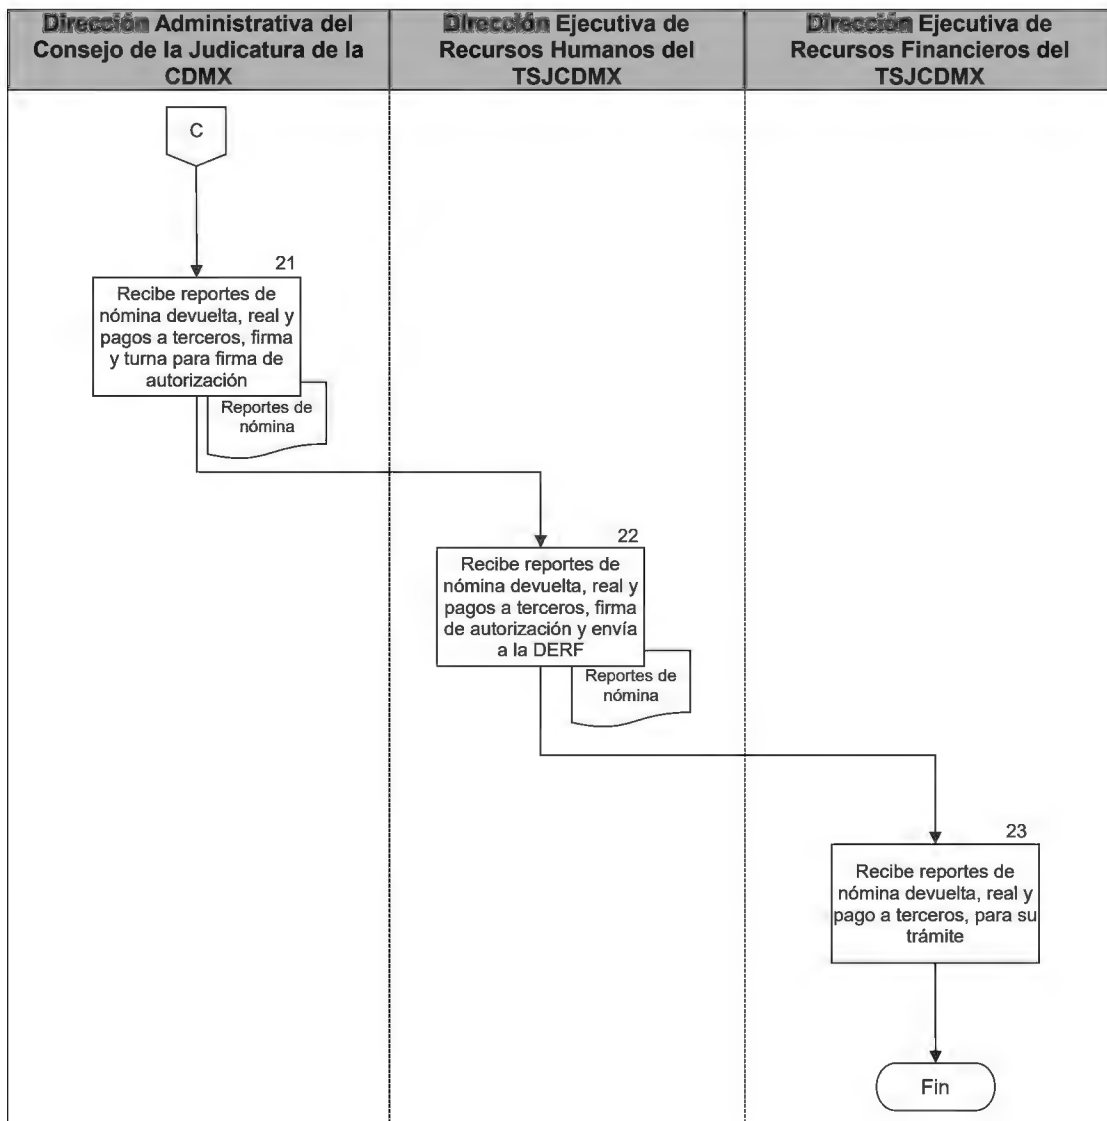 Dirección Administrativa del
Consejo de la Judicatura de la
CDMX
Dirección Ejecutiva de
Recursos Humanos del
TSJCDMX
Dirección Ejecutiva de
Recursos Financieros del
TSJCDMX
C
21
Recibe reportes de
nómina devuelta, real y
pagos a terceros, firma
y turna para firma de
autorización
Reportes de
nómina
22
Recibe reportes de
nómina devuelta, real y
pagos a terceros, firma
de autorización y envía
a la DERF
Reportes de
nómina
23
Recibe reportes de
nómina devuelta, real y
pago a terceros, para su
trámite
Fin